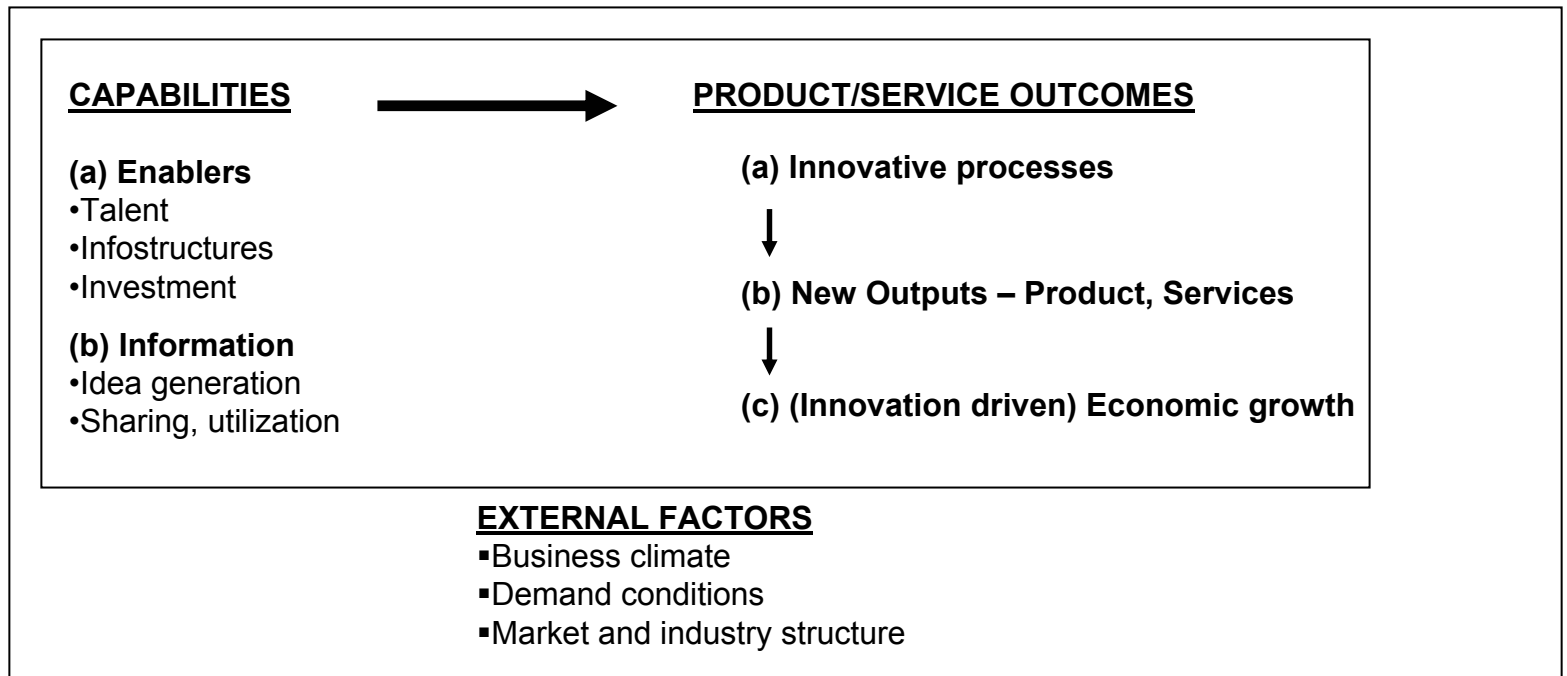 CAPABILITIES
(a) Enablers
•Talent
•Infostructures
•Investment
(b) Information
•Idea generation
•Sharing, utilization
PRODUCT/SERVICE OUTCOMES
(a) Innovative processes
(b) New Outputs – Product, Services
(c) (Innovation driven) Economic growth
EXTERNAL FACTORS
▪Business climate
▪Demand conditions
▪Market and industry structure